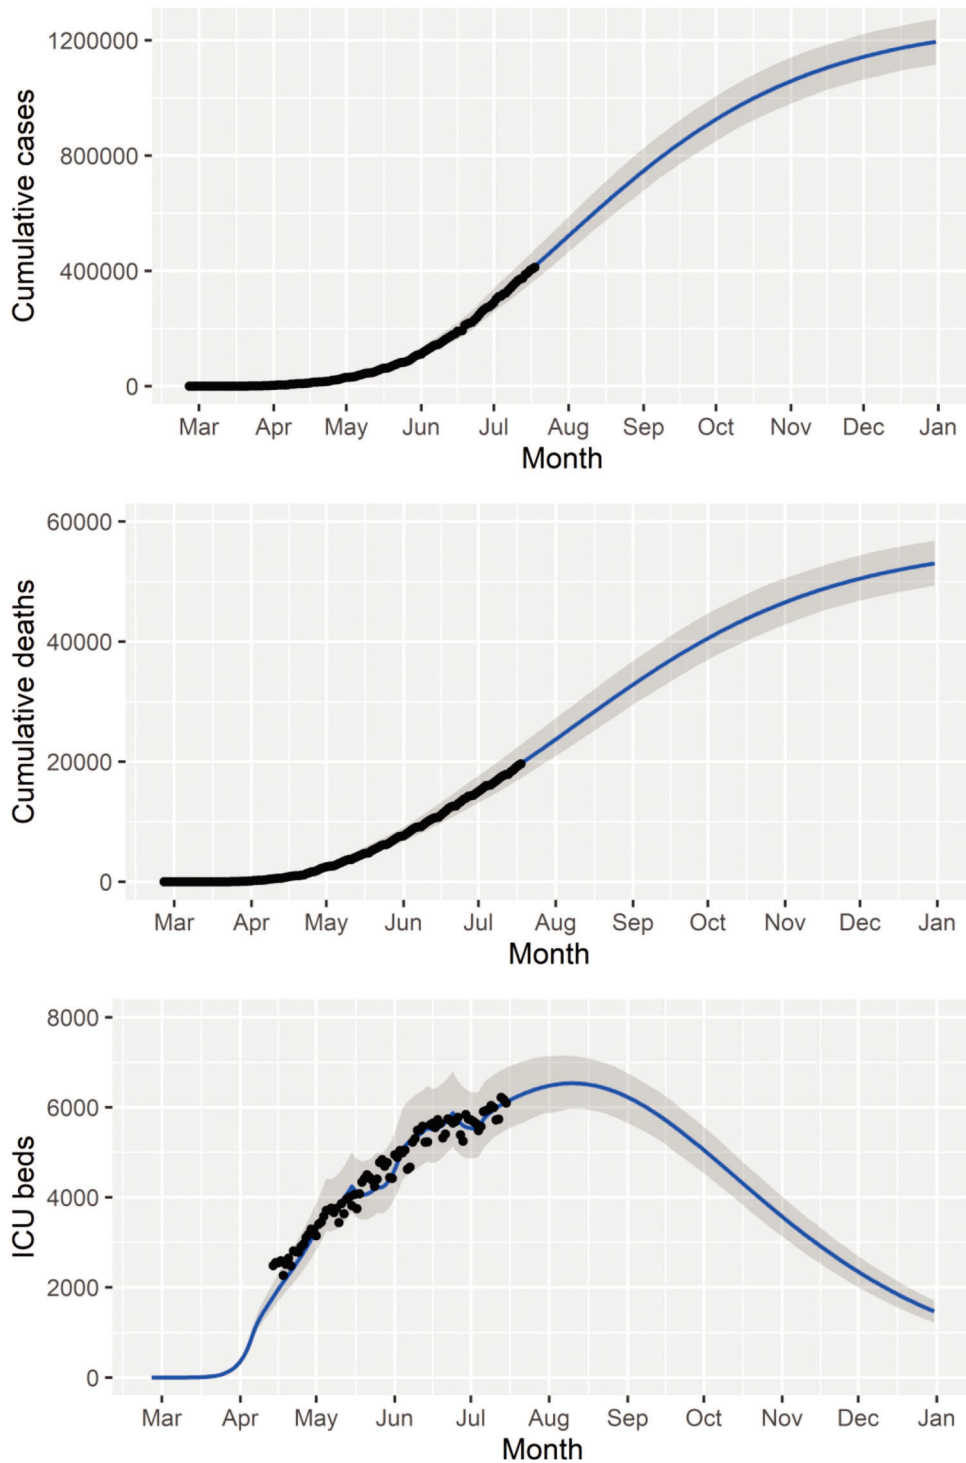 Cumulative cases
1200000
800000
400000
0
Mar Apr May Jun Jul Aug Sep Oct Nov Dec Jan
Month
Cumulative deaths
60000
40000
20000
0
Mar Apr May Jun Jul Aug Sep Oct Nov Dec Jan
Month
ICU beds
8000
6000
4000
2000
0
Mar Apr May Jun Jul Aug Sep Oct Nov Dec Jan
Month